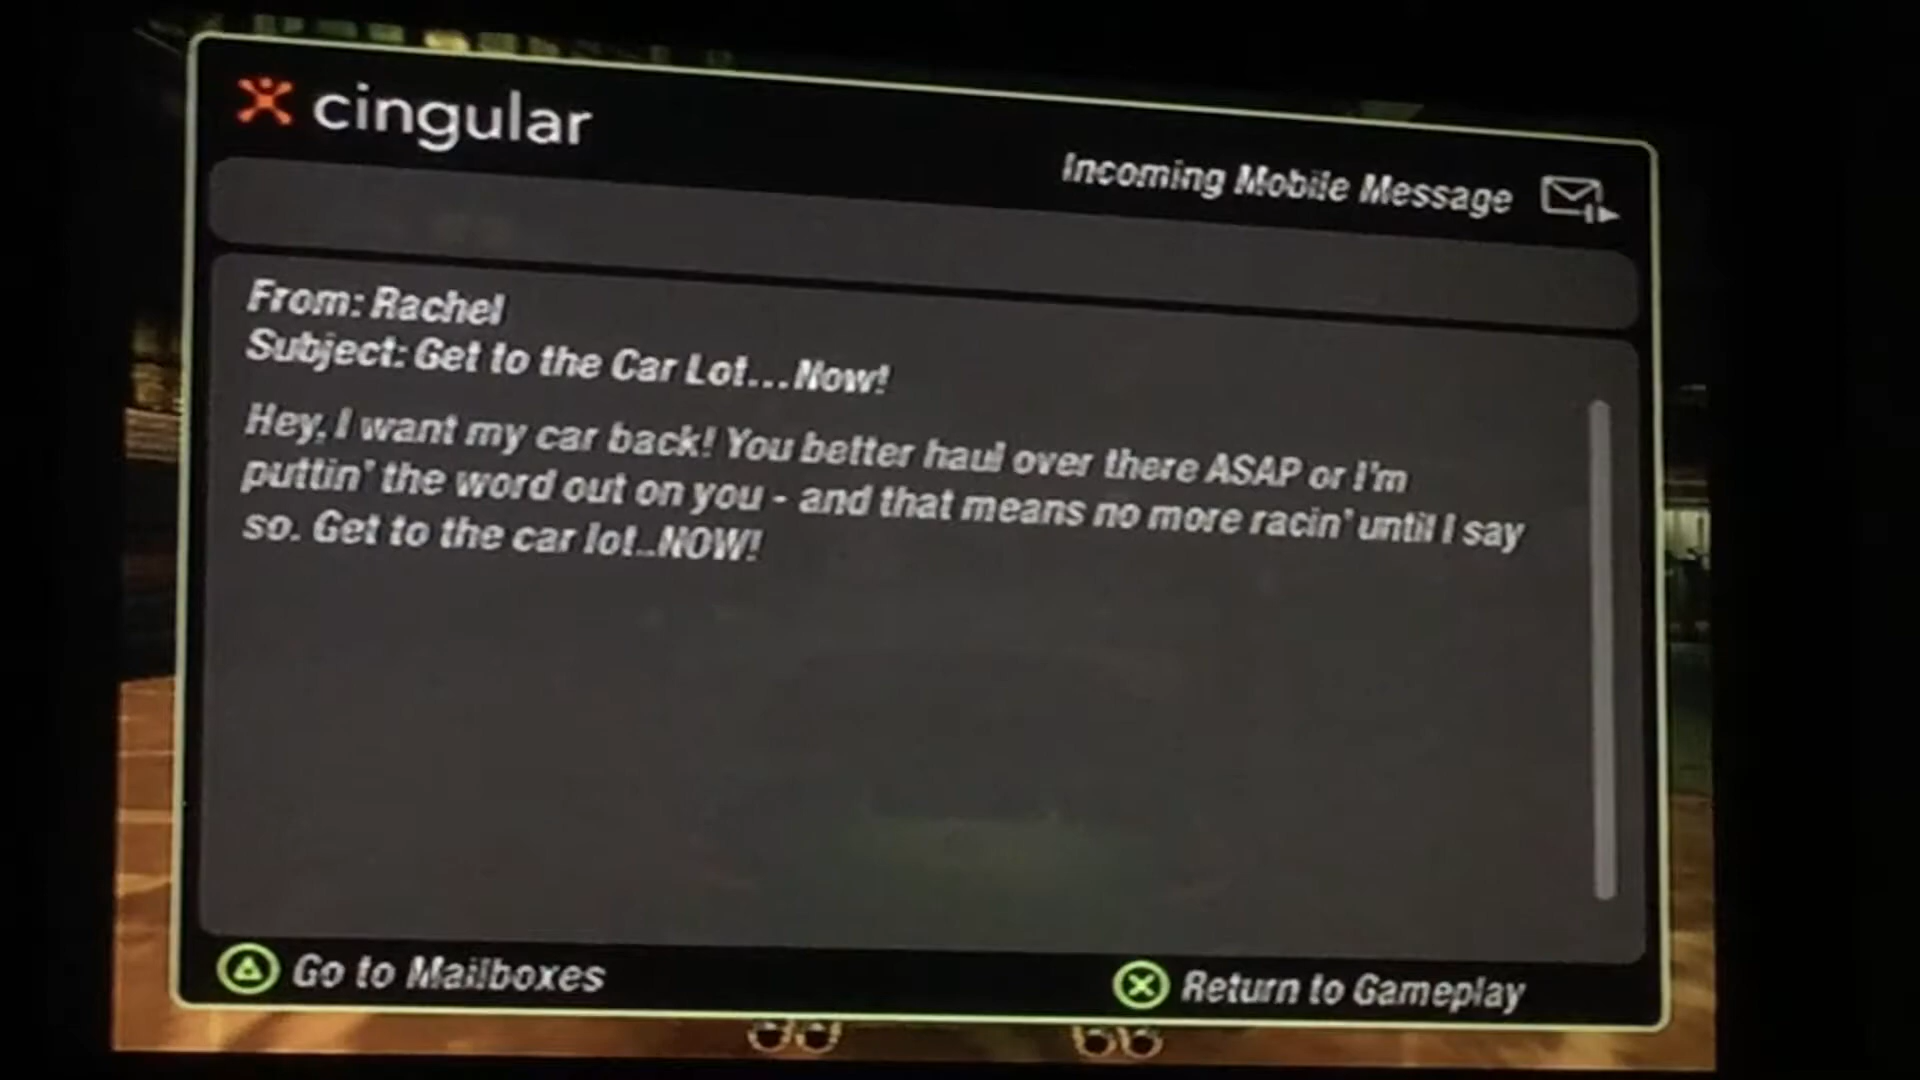 cingular
Incoming Mobile Message
From: Rachel
Subject: Get to the Car Lot...Now!
Hey, I want my car back! You better haul over there ASAP or I'm
puttin' the word out on you - and that means no more racin' until I say
so. Get to the car lot..NOW!
Go to Mailboxes
Return to Gameplay